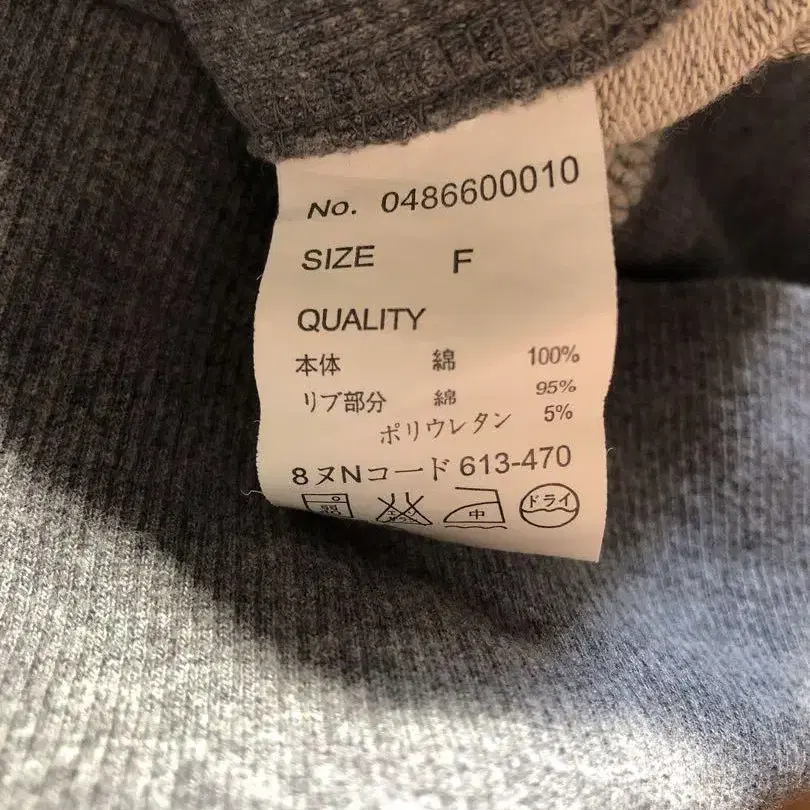 No. 0486600010
SIZE F
QUALITY
本体 綿 100%
リブ部分 綿 95%
ポリウレタン 5%
8ヌNコード 613-470
中 ドライ